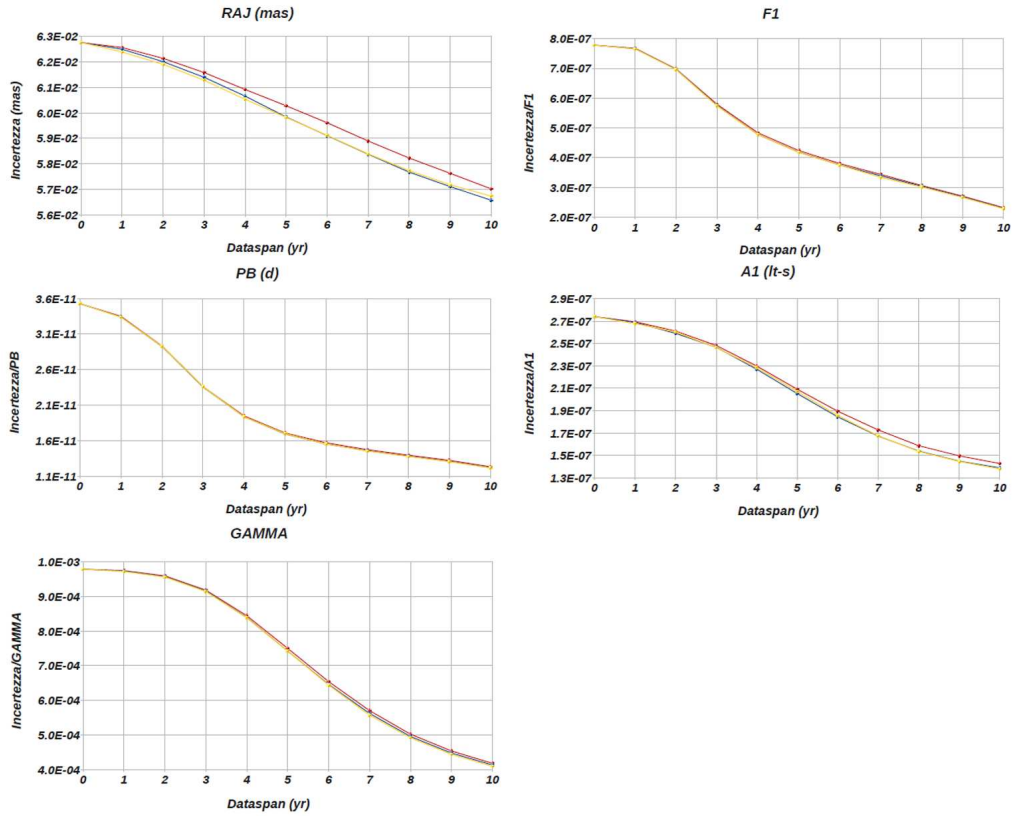 RAJ (mas)
Incertezza (mas)
6.3E-02
6.2E-02
6.1E-02
6.0E-02
5.9E-02
5.8E-02
5.7E-02
5.6E-02
0 1 2 3 4 5 6 7 8 9 10
Dataspan (yr)
F1
Incertezza/F1
8.0E-07
7.0E-07
6.0E-07
5.0E-07
4.0E-07
3.0E-07
2.0E-07
0 1 2 3 4 5 6 7 8 9 10
Dataspan (yr)
PB (d)
Incertezza/PB
3.6E-11
3.1E-11
2.6E-11
2.1E-11
1.6E-11
1.1E-11
0 1 2 3 4 5 6 7 8 9 10
Dataspan (yr)
A1 (lt-s)
Incertezza/A1
2.9E-07
2.7E-07
2.5E-07
2.3E-07
2.1E-07
1.9E-07
1.7E-07
1.5E-07
1.3E-07
0 1 2 3 4 5 6 7 8 9 10
Dataspan (yr)
GAMMA
Incertezza/GAMMA
1.0E-03
9.0E-04
8.0E-04
7.0E-04
6.0E-04
5.0E-04
4.0E-04
0 1 2 3 4 5 6 7 8 9 10
Dataspan (yr)